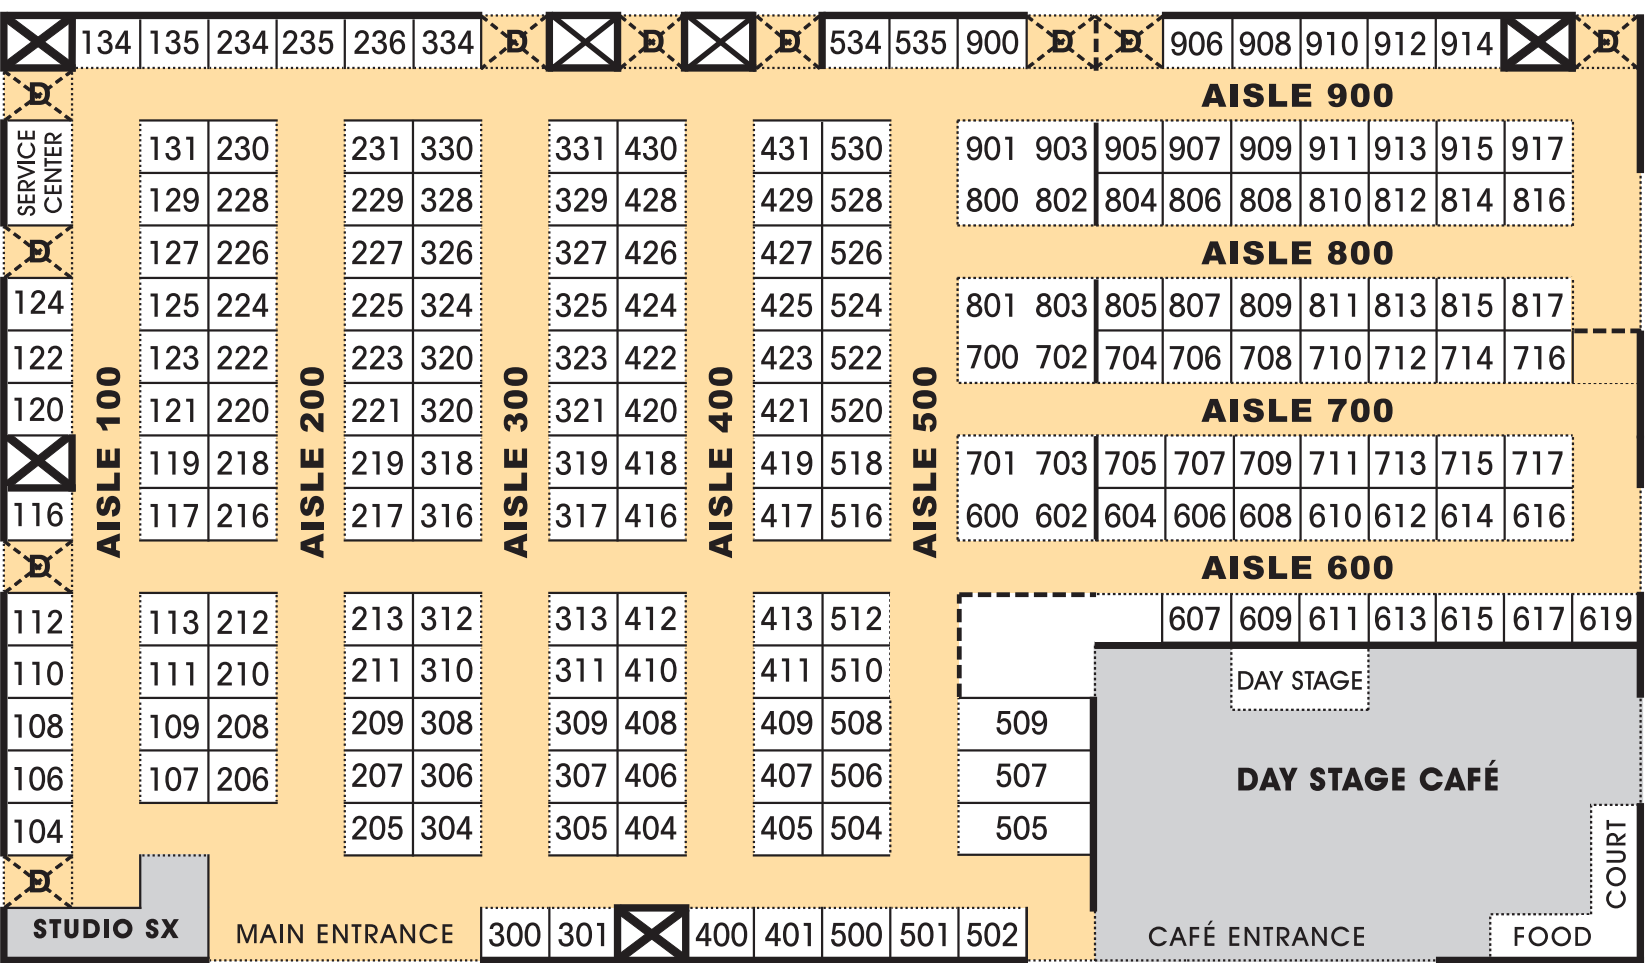 134 135 234 235 236 334 D D D 534 535 900 D D 906 908 910 912 914 D
D AISLE 900
SERVICE CENTER
131 230 231 330 331 430 431 530 901 903 905 907 909 911 913 915 917
129 228 229 328 329 428 429 528 800 802 804 806 808 810 812 814 816
D 127 226 227 326 327 426 427 526 AISLE 800
124 125 224 225 324 325 424 425 524 801 803 805 807 809 811 813 815 817
122 123 222 223 320 323 422 423 522 700 702 704 706 708 710 712 714 716
120 121 220 221 320 321 420 421 520 AISLE 700
AISLE 100
AISLE 200
AISLE 300
AISLE 400
AISLE 500
119 218 219 318 319 418 419 518 701 703 705 707 709 711 713 715 717
116 117 216 217 316 317 416 417 516 600 602 604 606 608 610 612 614 616
D AISLE 600
112 113 212 213 312 313 412 413 512 607 609 611 613 615 617 619
110 111 210 211 310 311 410 411 510 DAY STAGE
108 109 208 209 308 309 408 409 508 509
106 107 206 207 306 307 406 407 506 507 DAY STAGE CAFÉ
104 205 304 305 404 405 504 505
D
COURT
STUDIO SX MAIN ENTRANCE 300 301 400 401 500 501 502 CAFÉ ENTRANCE FOOD